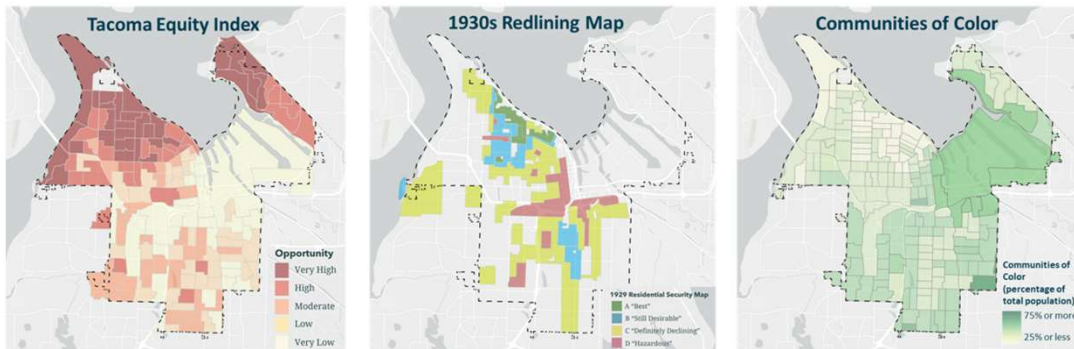 Tacoma Equity Index
Opportunity
Very High
High
Moderate
Low
Very Low
1930s Redlining Map
1929 Residential Security Map
A "Best"
B "Still Desirable"
C "Definitely Declining"
D "Hazardous"
Communities of Color
Communities of
Color
(percentage of
total population)
75% or more
25% or less